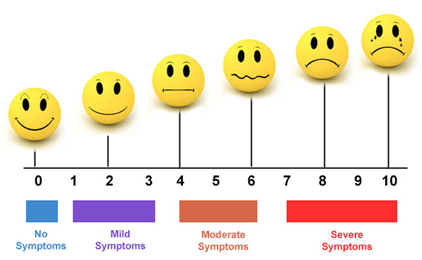 0 1 2 3 4 5 6 7 8 9 10
No Mild Moderate Severe
Symptoms Symptoms Symptoms Symptoms